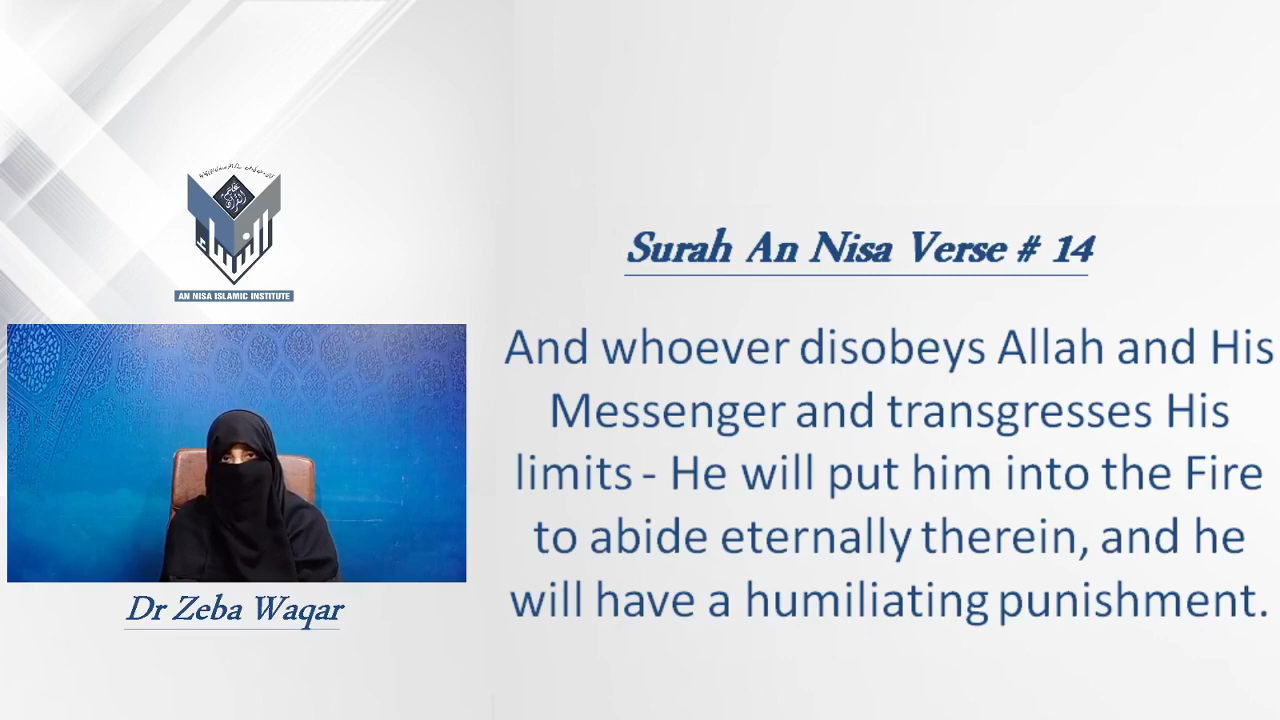 AN NISA ISLAMIC INSTITUTE
Dr Zeba Waqar
Surah An Nisa Verse # 14
And whoever disobeys Allah and His
Messenger and transgresses His
limits - He will put him into the Fire
to abide eternally therein, and he
will have a humiliating punishment.